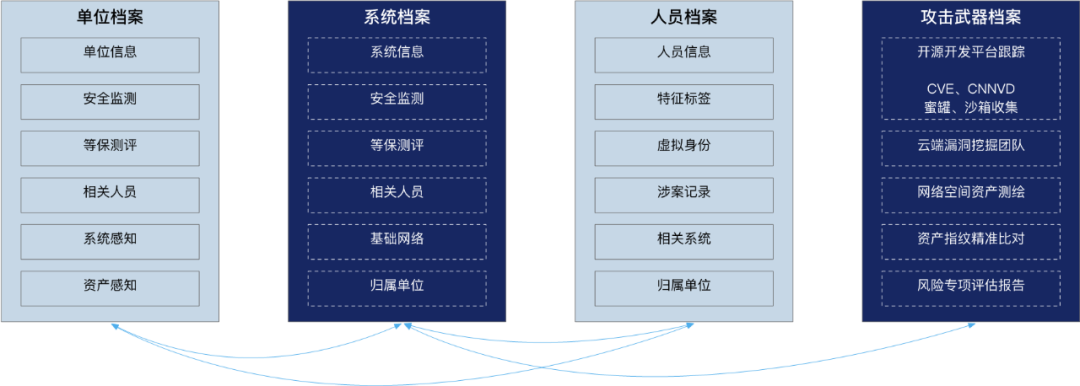 单位档案
单位信息
安全监测
等保测评
相关人员
系统感知
资产感知
系统档案
系统信息
安全监测
等保测评
相关人员
基础网络
归属单位
人员档案
人员信息
特征标签
虚拟身份
涉案记录
相关系统
归属单位
攻击武器档案
开源开发平台跟踪
CVE、CNNVD
蜜罐、沙箱收集
云端漏洞挖掘团队
网络空间资产测绘
资产指纹精准比对
风险专项评估报告